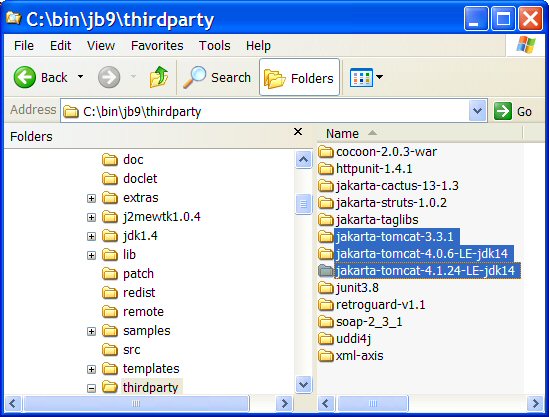 C:\bin\jb9\thirdparty
File Edit View Favorites Tools Help
Back Search Folders
Address C:\bin\jb9\thirdparty Go
Folders
doc
doclet
extras
j2mewtk1.0.4
jdk1.4
lib
patch
redist
remote
samples
src
templates
thirdparty
Name
cocoon-2.0.3-war
httpunit-1.4.1
jakarta-cactus-13-1.3
jakarta-struts-1.0.2
jakarta-taglibs
jakarta-tomcat-3.3.1
jakarta-tomcat-4.0.6-LE-jdk14
jakarta-tomcat-4.1.24-LE-jdk14
junit3.8
retroguard-v1.1
soap-2_3_1
uddi4j
xml-axis